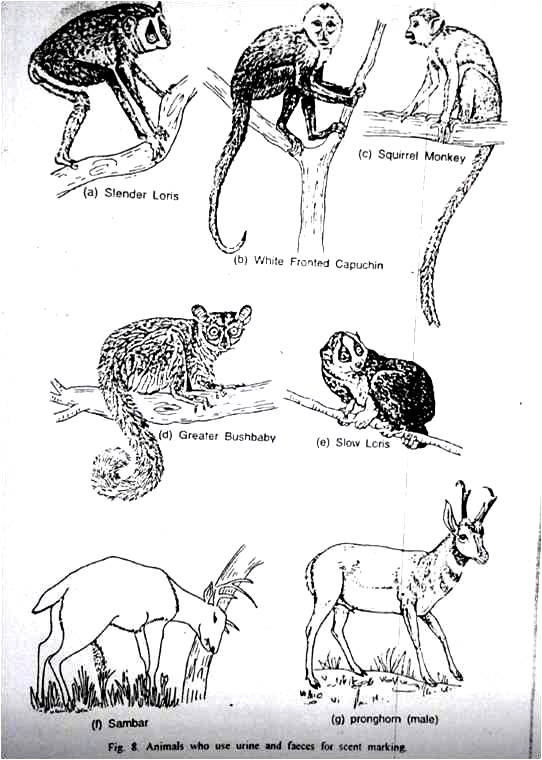 (a) Slender Loris
(b) White Fronted Capuchin
(c) Squirrel Monkey
(d) Greater Bushbaby
(e) Slow Loris
(f) Sambar
(g) pronghorn (male)
Fig. 8. Animals who use urine and faeces for scent marking.